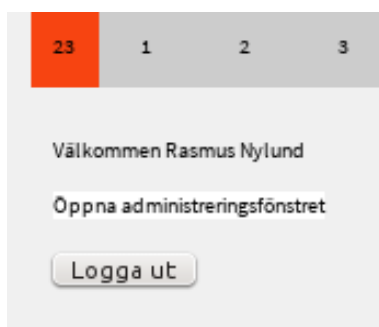 23 1 2 3
Välkommen Rasmus Nylund
Öppna administreringsfönstret
Logga ut